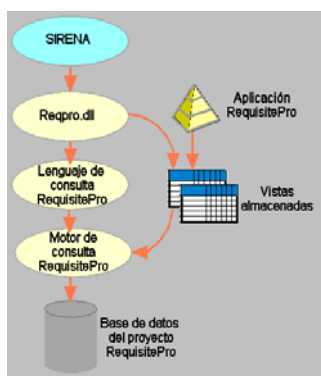 SIRENA
Reqpro.dll
Aplicación
RequisitePro
Lenguaje de
consulta
RequisitePro
Vistas
almacenadas
Motor de
consulta
RequisitePro
Base de datos
del proyecto
RequisitePro